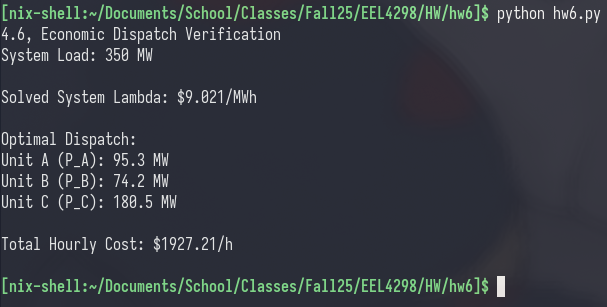 [nix-shell:~/Documents/School/Classes/Fall25/EEL4298/HW/hw6]$ python hw6.py
4.6, Economic Dispatch Verification
System Load: 350 MW
Solved System Lambda: $9.021/MWh
Optimal Dispatch:
Unit A (P_A): 95.3 MW
Unit B (P_B): 74.2 MW
Unit C (P_C): 180.5 MW
Total Hourly Cost: $1927.21/h
[nix-shell:~/Documents/School/Classes/Fall25/EEL4298/HW/hw6]$